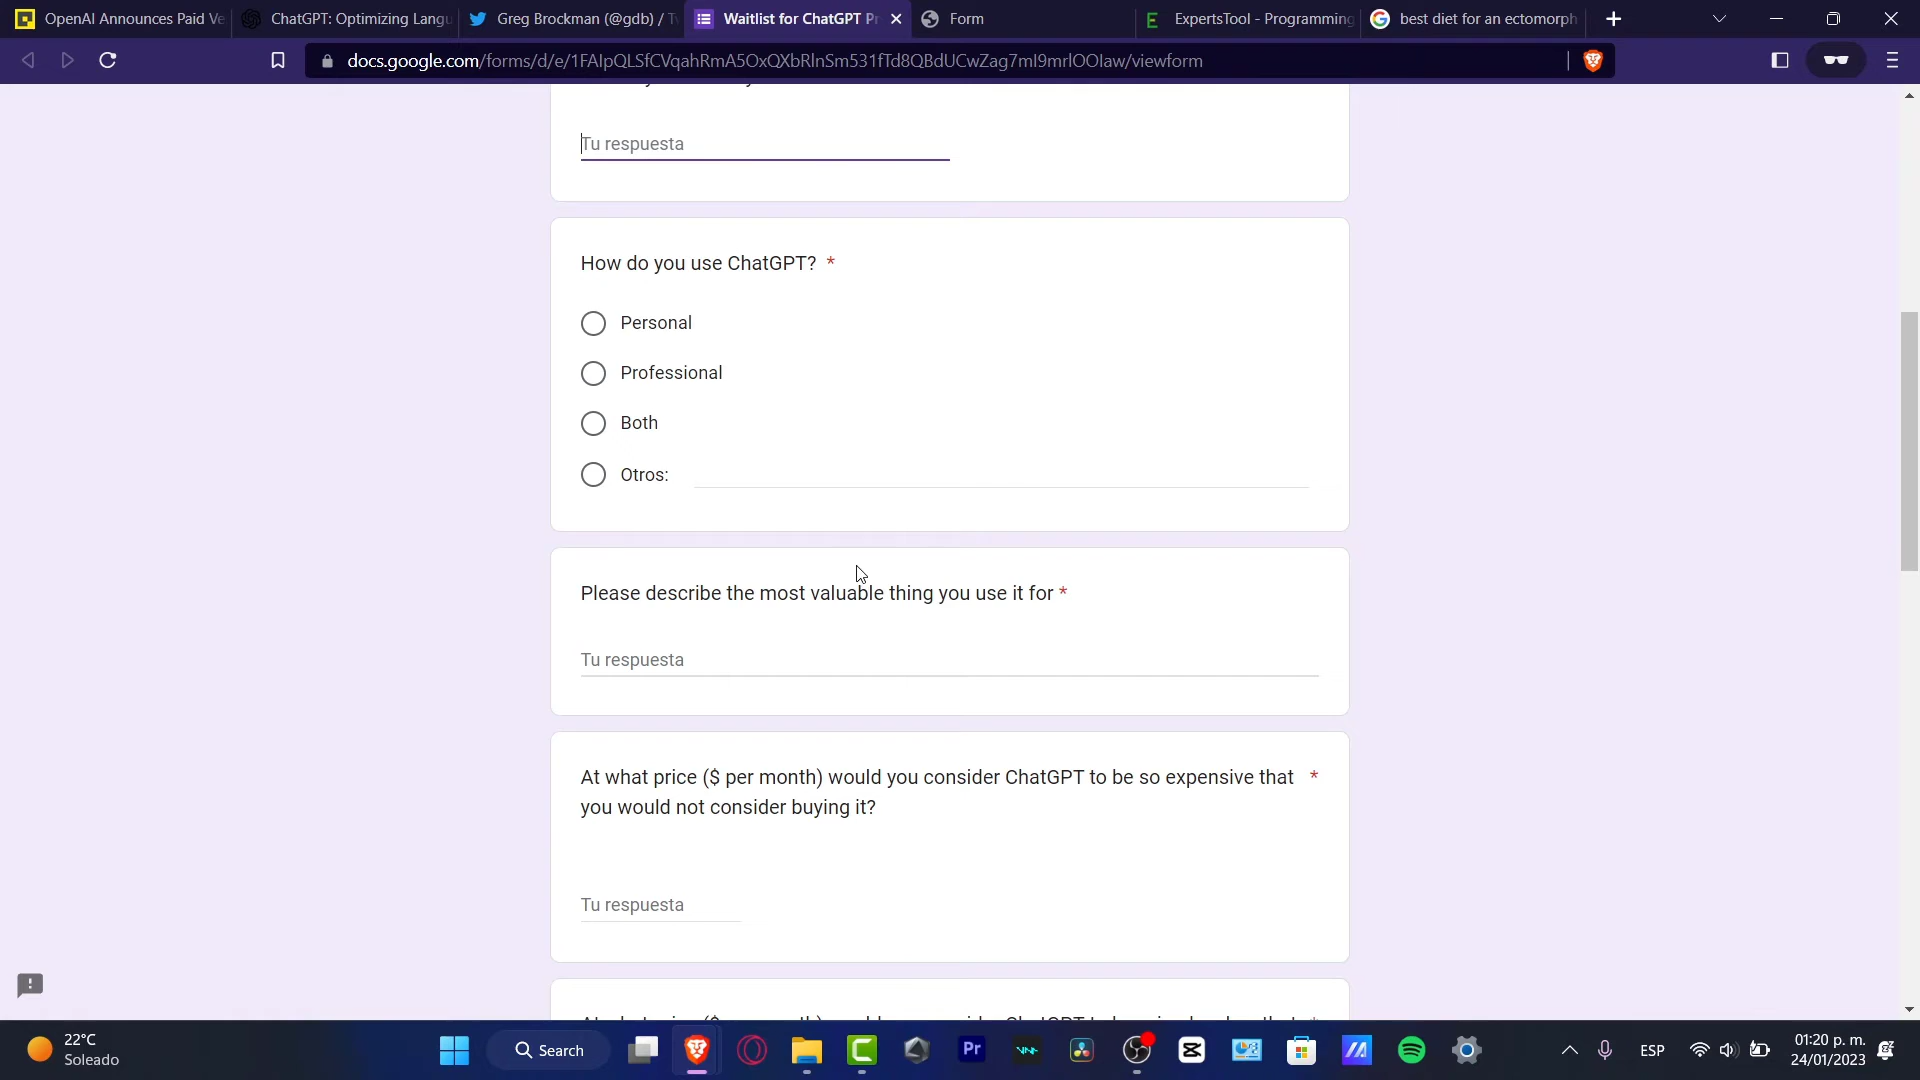 OpenAI Announces Paid Ve
ChatGPT: Optimizing Langu
Greg Brockman (@gdb) / T
Waitlist for ChatGPT Pr
Form
ExpertsTool - Programming
best diet for an ectomorph
docs.google.com/forms/d/e/1FAIpQLSfCVqahRmA5OxQXbRlnSm531fTd8QBdUCwZag7ml9mrlOOIaw/viewform
Tu respuesta
How do you use ChatGPT? *
Personal
Professional
Both
Otros:
Please describe the most valuable thing you use it for *
Tu respuesta
At what price ($ per month) would you consider ChatGPT to be so expensive that *
you would not consider buying it?
Tu respuesta
22°C
Soleado
Search
Pr
ESP
01:20 p. m.
24/01/2023